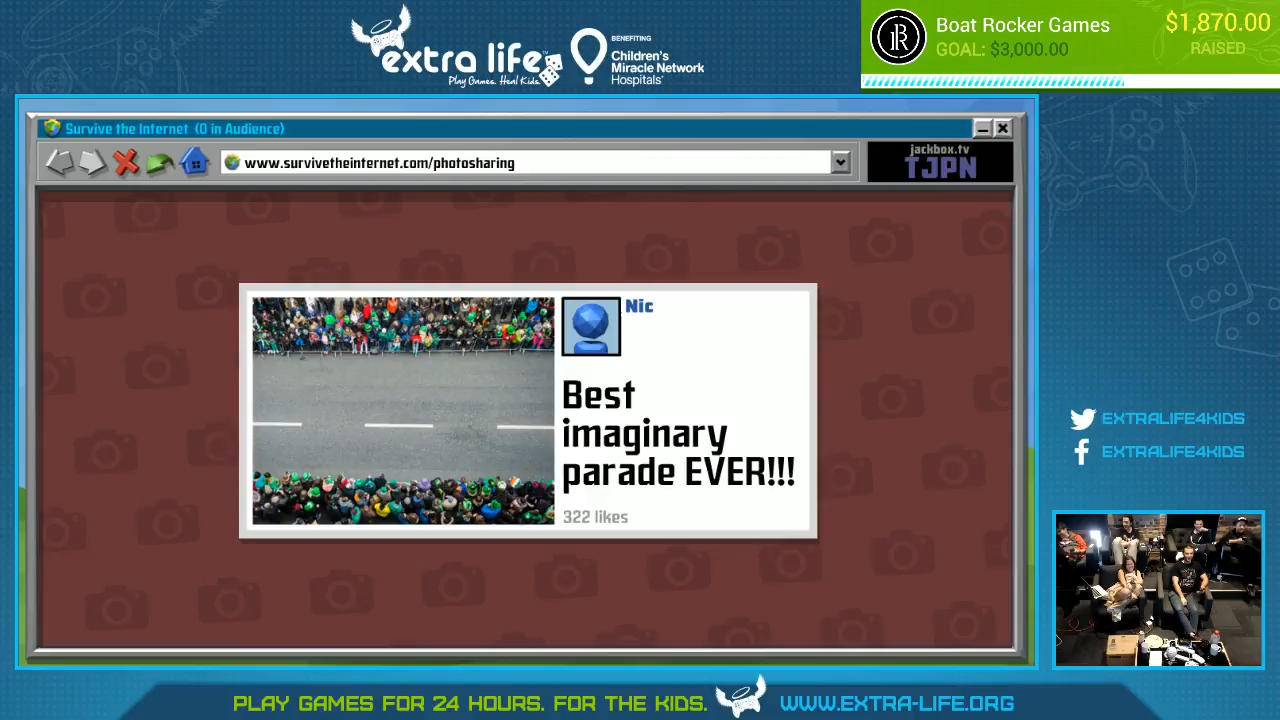 extra life
Play Games. Heal Kids.
BENEFITING
Children's
Miracle Network
Hospitals
Boat Rocker Games
GOAL: $3,000.00
$1,870.00
RAISED
Survive the Internet (0 in Audience)
www.survivetheinternet.com/photosharing
jackbox.tv
TJPN
Nic
Best
imaginary
parade EVER!!!
322 likes
EXTRALIFE4KIDS
EXTRALIFE4KIDS
PLAY GAMES FOR 24 HOURS. FOR THE KIDS.
WWW.EXTRA-LIFE.ORG